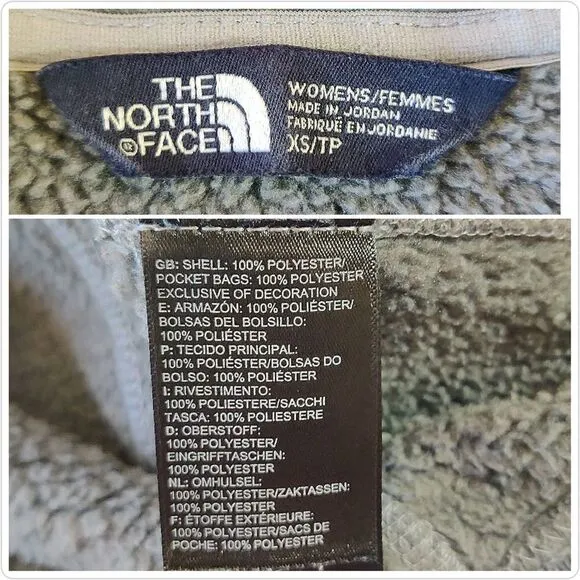 THE
NORTH
FACE
WOMENS/FEMMES
MADE IN JORDAN
FABRIQUÉ EN JORDANIE
XS/TP
GB: SHELL: 100% POLYESTER/
POCKET BAGS: 100% POLYESTER
EXCLUSIVE OF DECORATION
E: ARMAZÓN: 100% POLIÉSTER/
BOLSAS DEL BOLSILLO:
100% POLIÉSTER
P: TECIDO PRINCIPAL:
100% POLIÉSTER/BOLSAS DO
BOLSO: 100% POLIÉSTER
I: RIVESTIMENTO:
100% POLIESTERE/SACCHI
TASCA: 100% POLIESTERE
D: OBERSTOFF:
100% POLYESTER/
EINGRIFFTASCHEN:
100% POLYESTER
NL: OMHULSEL:
100% POLYESTER/ZAKTASSEN:
100% POLYESTER
F: ÉTOFFE EXTÉRIEURE:
100% POLYESTER/SACS DE
POCHE: 100% POLYESTER